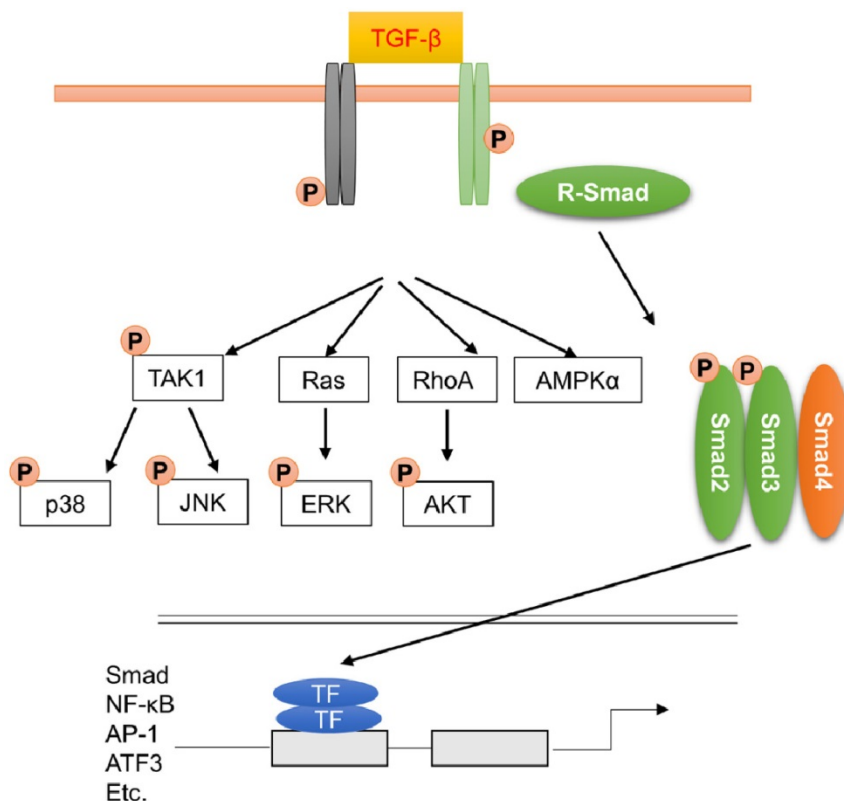 TGF-β
P
P
R-Smad
P
TAK1
Ras
RhoA
AMPKα
P
P
Smad2
Smad3
Smad4
P
p38
P
JNK
P
ERK
P
AKT
Smad
NF-κB
AP-1
ATF3
Etc.
TF
TF